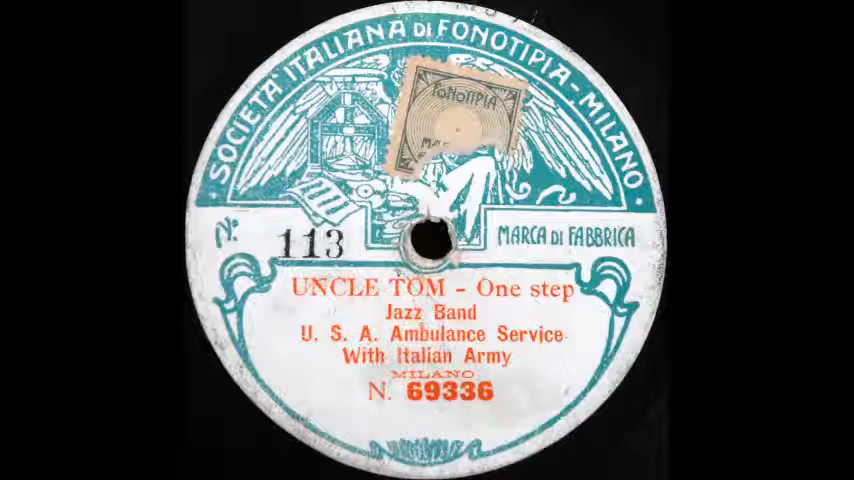 SOCIETÀ ITALIANA DI FONOTIPIA - MILANO
FONOTIPIA
Nº 113
MARCA DI FABBRICA
UNCLE TOM - One step
Jazz Band
U. S. A. Ambulance Service
With Italian Army
MILANO
N. 69336